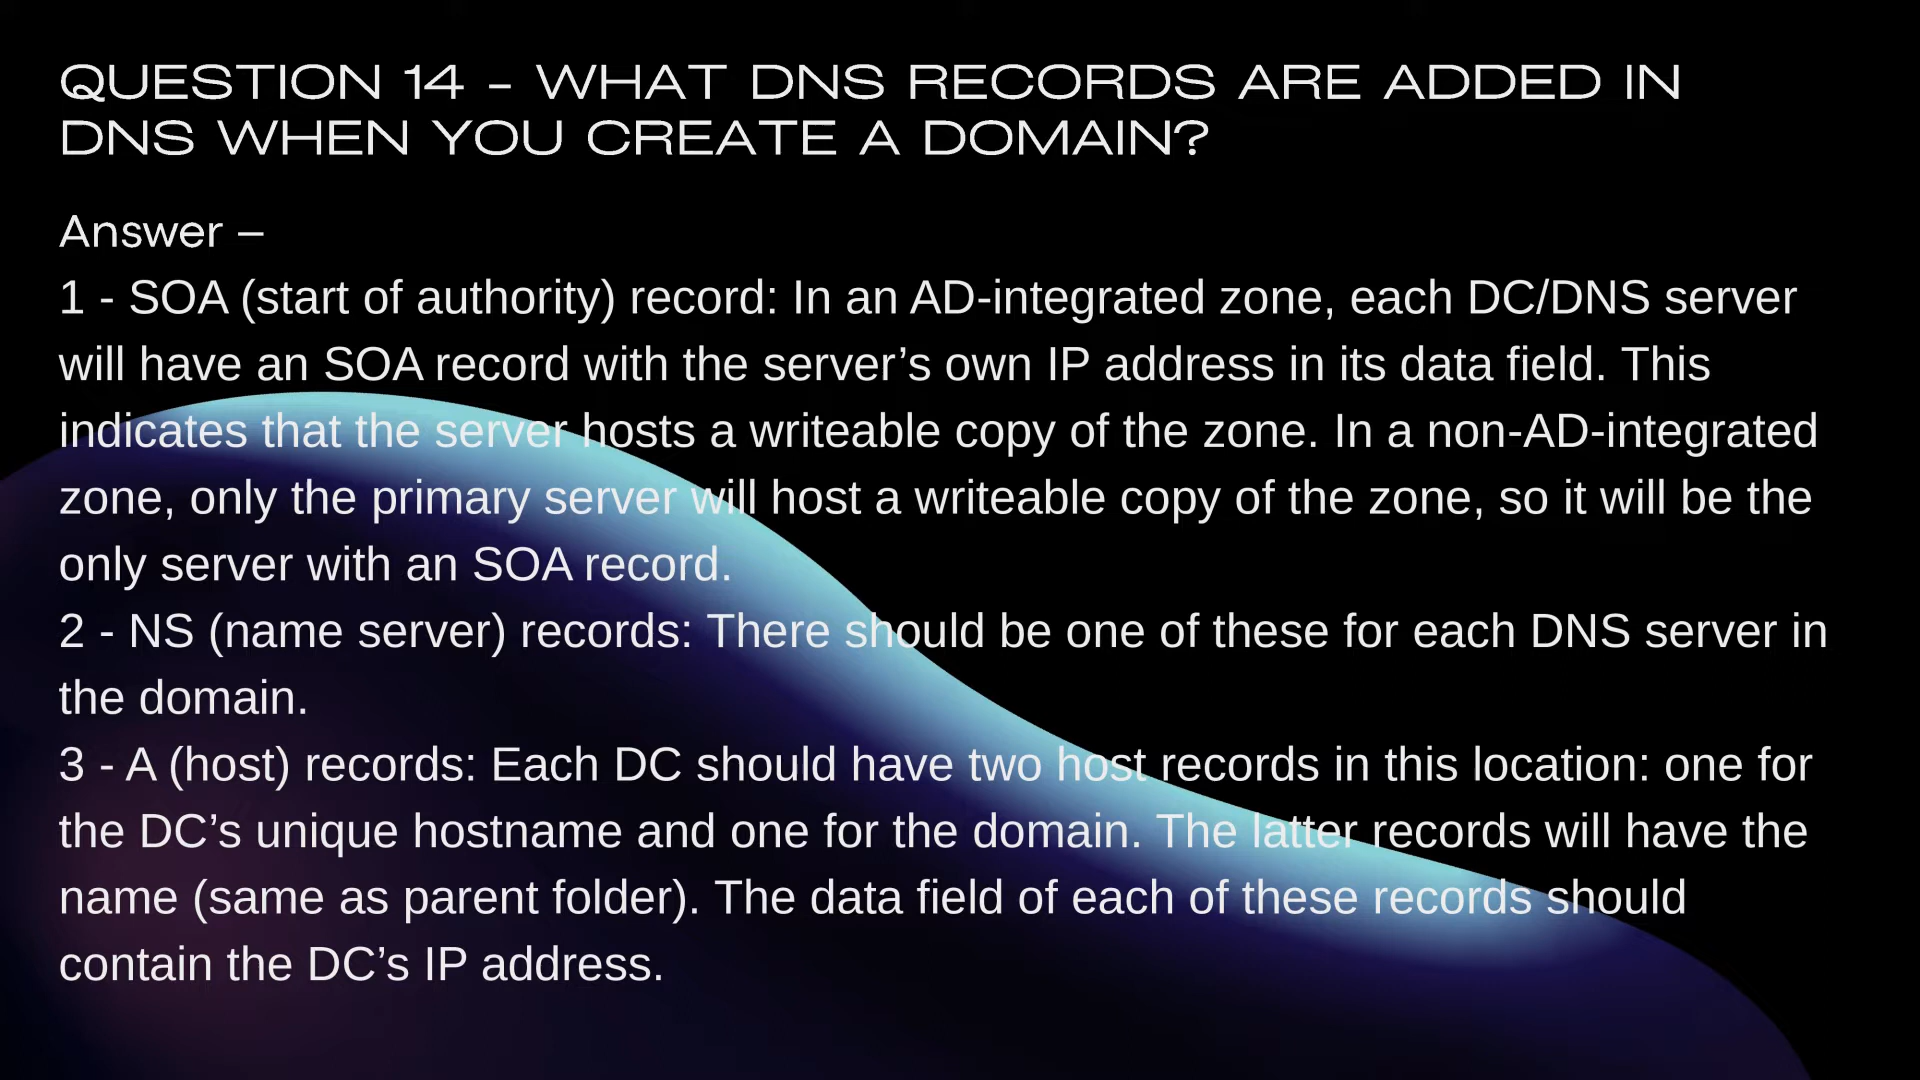 QUESTION 14 - WHAT DNS RECORDS ARE ADDED IN
DNS WHEN YOU CREATE A DOMAIN?
Answer –
1 - SOA (start of authority) record: In an AD-integrated zone, each DC/DNS server
will have an SOA record with the server’s own IP address in its data field. This
indicates that the server hosts a writeable copy of the zone. In a non-AD-integrated
zone, only the primary server will host a writeable copy of the zone, so it will be the
only server with an SOA record.
2 - NS (name server) records: There should be one of these for each DNS server in
the domain.
3 - A (host) records: Each DC should have two host records in this location: one for
the DC’s unique hostname and one for the domain. The latter records will have the
name (same as parent folder). The data field of each of these records should
contain the DC’s IP address.